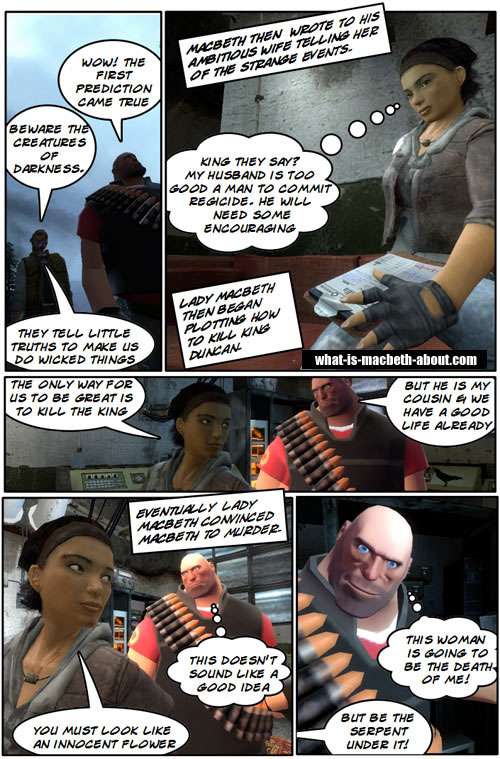 WOW! THE
FIRST
PREDICTION
CAME TRUE
BEWARE THE
CREATURES
OF
DARKNESS.
THEY TELL LITTLE
TRUTHS TO MAKE US
DO WICKED THINGS
MACBETH THEN WROTE TO HIS
AMBITIOUS WIFE TELLING HER
OF THE STRANGE EVENTS.
KING THEY SAY?
MY HUSBAND IS TOO
GOOD A MAN TO COMMIT
REGICIDE. HE WILL
NEED SOME
ENCOURAGING
LADY MACBETH
THEN BEGAN
PLOTTING HOW
TO KILL KING
DUNCAN.
what-is-macbeth-about.com
THE ONLY WAY FOR
US TO BE GREAT IS
TO KILL THE KING
BUT HE IS MY
COUSIN & WE
HAVE A GOOD
LIFE ALREADY
EVENTUALLY LADY
MACBETH CONVINCED
MACBETH TO MURDER.
THIS DOESN'T
SOUND LIKE A
GOOD IDEA
YOU MUST LOOK LIKE
AN INNOCENT FLOWER
THIS WOMAN
IS GOING TO
BE THE DEATH
OF ME!
BUT BE THE
SERPENT
UNDER IT!